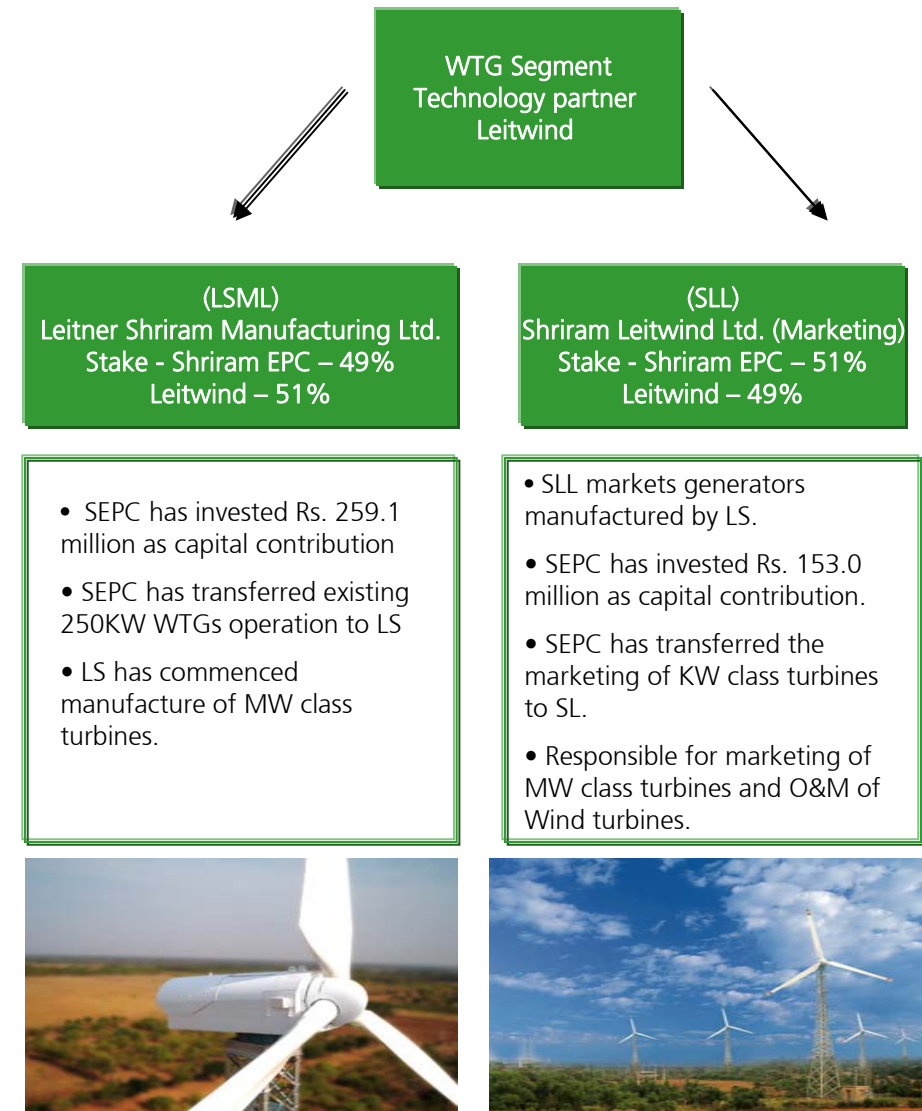 WTG Segment
Technology partner
Leitwind
(LSML)
Leitner Shriram Manufacturing Ltd.
Stake - Shriram EPC – 49%
Leitwind – 51%
(SLL)
Shriram Leitwind Ltd. (Marketing)
Stake - Shriram EPC – 51%
Leitwind – 49%
• SEPC has invested Rs. 259.1
million as capital contribution
• SEPC has transferred existing
250KW WTGs operation to LS
• LS has commenced
manufacture of MW class
turbines.
• SLL markets generators
manufactured by LS.
• SEPC has invested Rs. 153.0
million as capital contribution.
• SEPC has transferred the
marketing of KW class turbines
to SL.
• Responsible for marketing of
MW class turbines and O&M of
Wind turbines.